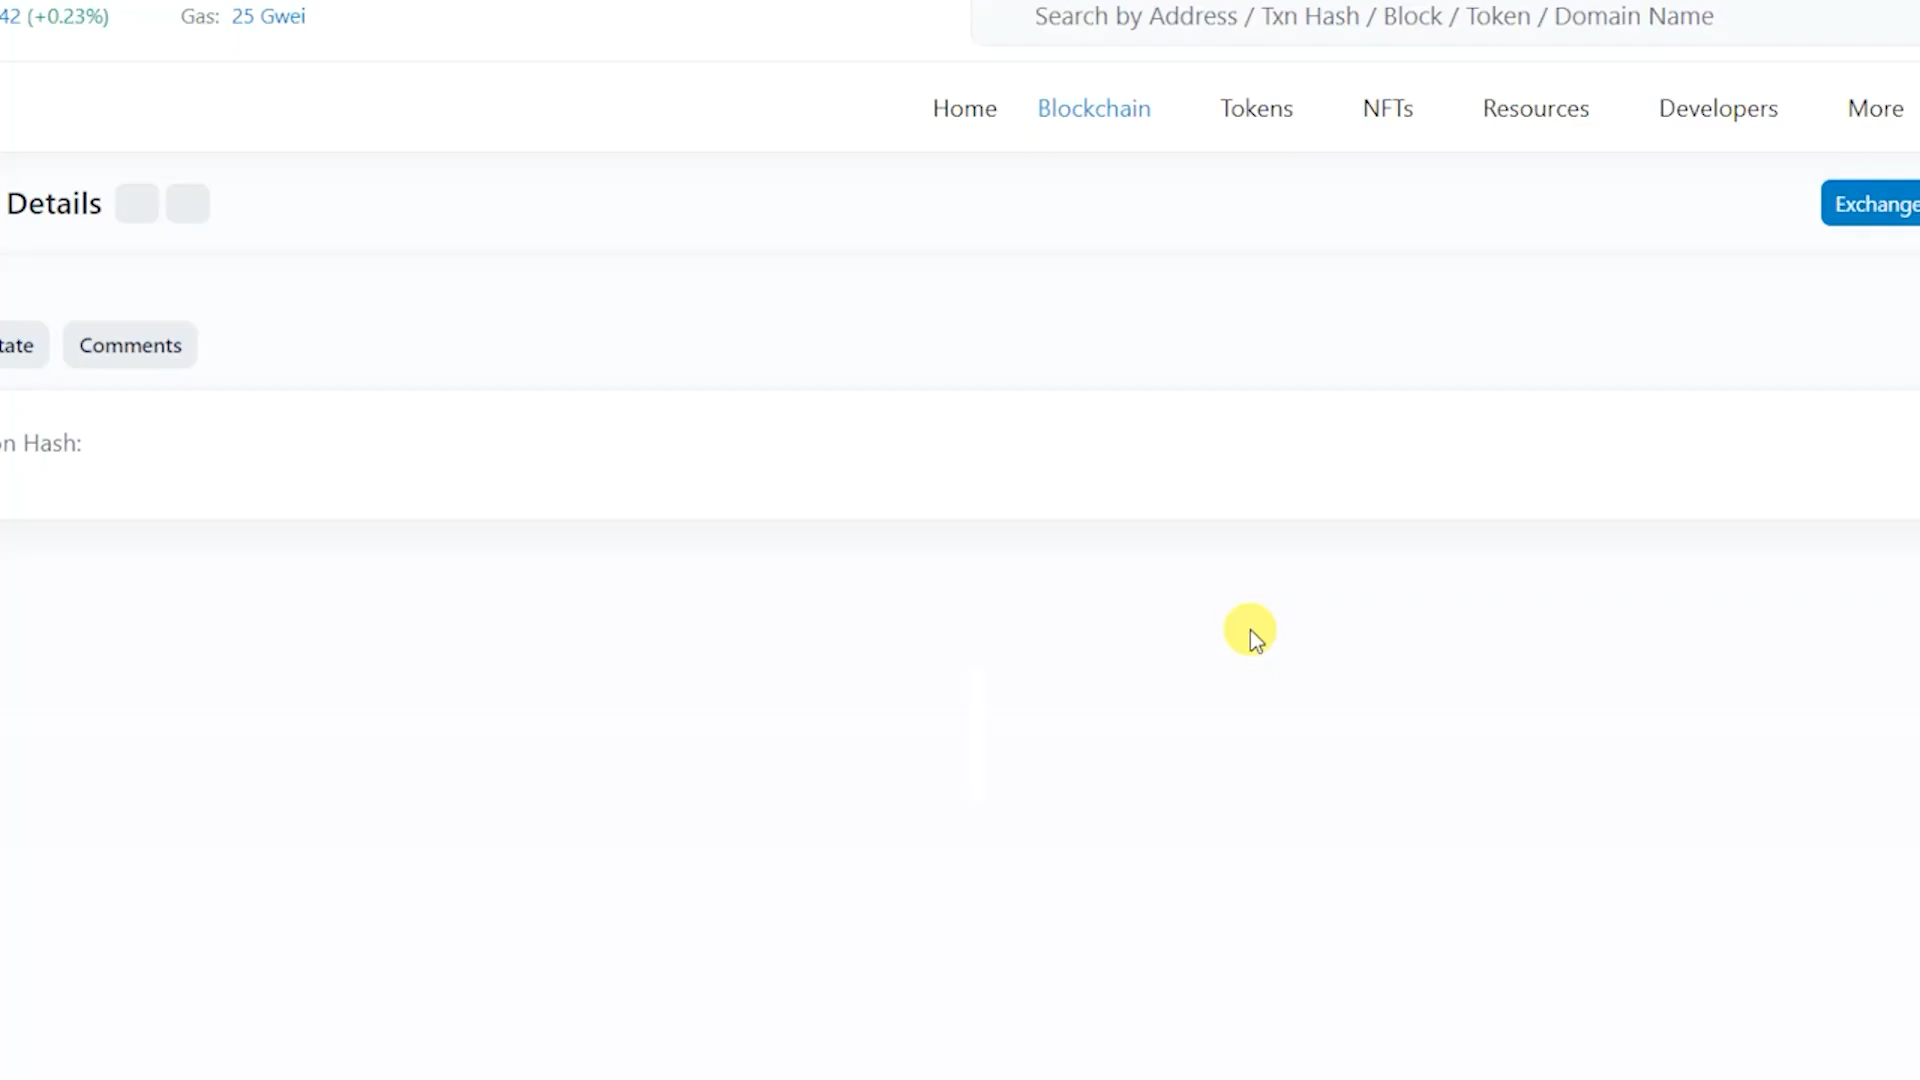 42 (+0.23%) Gas: 25 Gwei Search by Address / Txn Hash / Block / Token / Domain Name
Home Blockchain Tokens NFTs Resources Developers More
Details Exchange
tate Comments
on Hash: